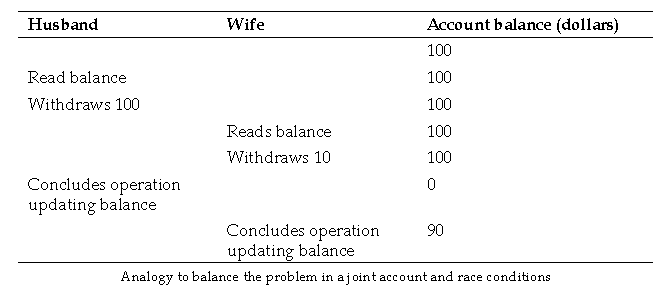 Husband Wife Account balance (dollars)
100
Read balance 100
Withdraws 100 100
Reads balance 100
Withdraws 10 100
Concludes operation 0
updating balance
Concludes operation 90
updating balance
Analogy to balance the problem in a joint account and race conditions